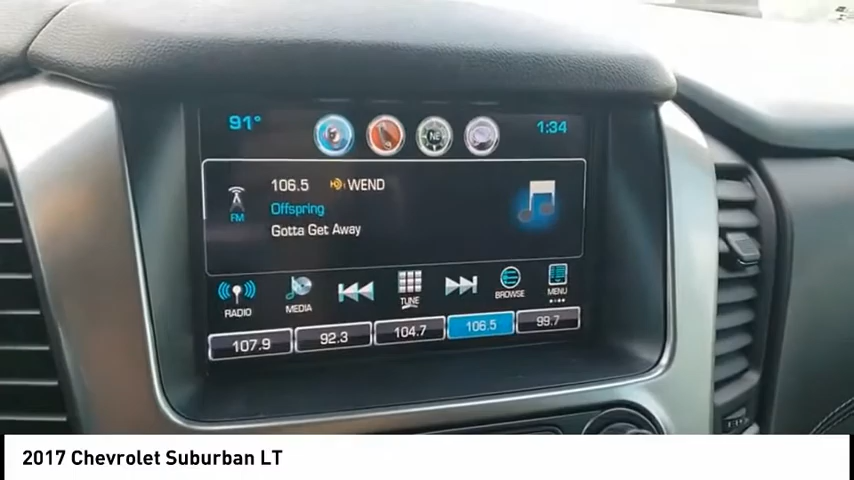 91°
NE
1:34
106.5 WEND
FM
Offspring
Gotta Get Away
RADIO
MEDIA
TUNE
BROWSE
MENU
107.9
92.3
104.7
106.5
99.7
2017 Chevrolet Suburban LT